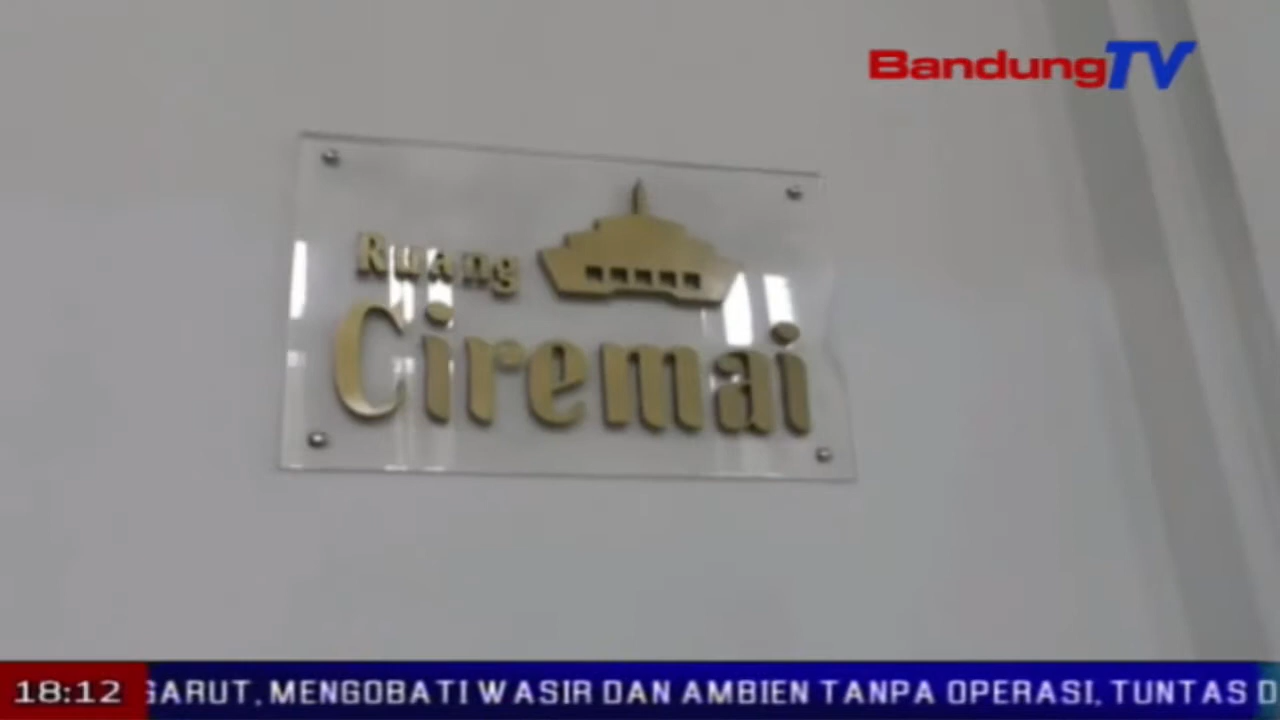 BandungTV
Ruang
Ciremai
18:12 GARUT, MENGOBATI WASIR DAN AMBIEN TANPA OPERASI, TUNTAS